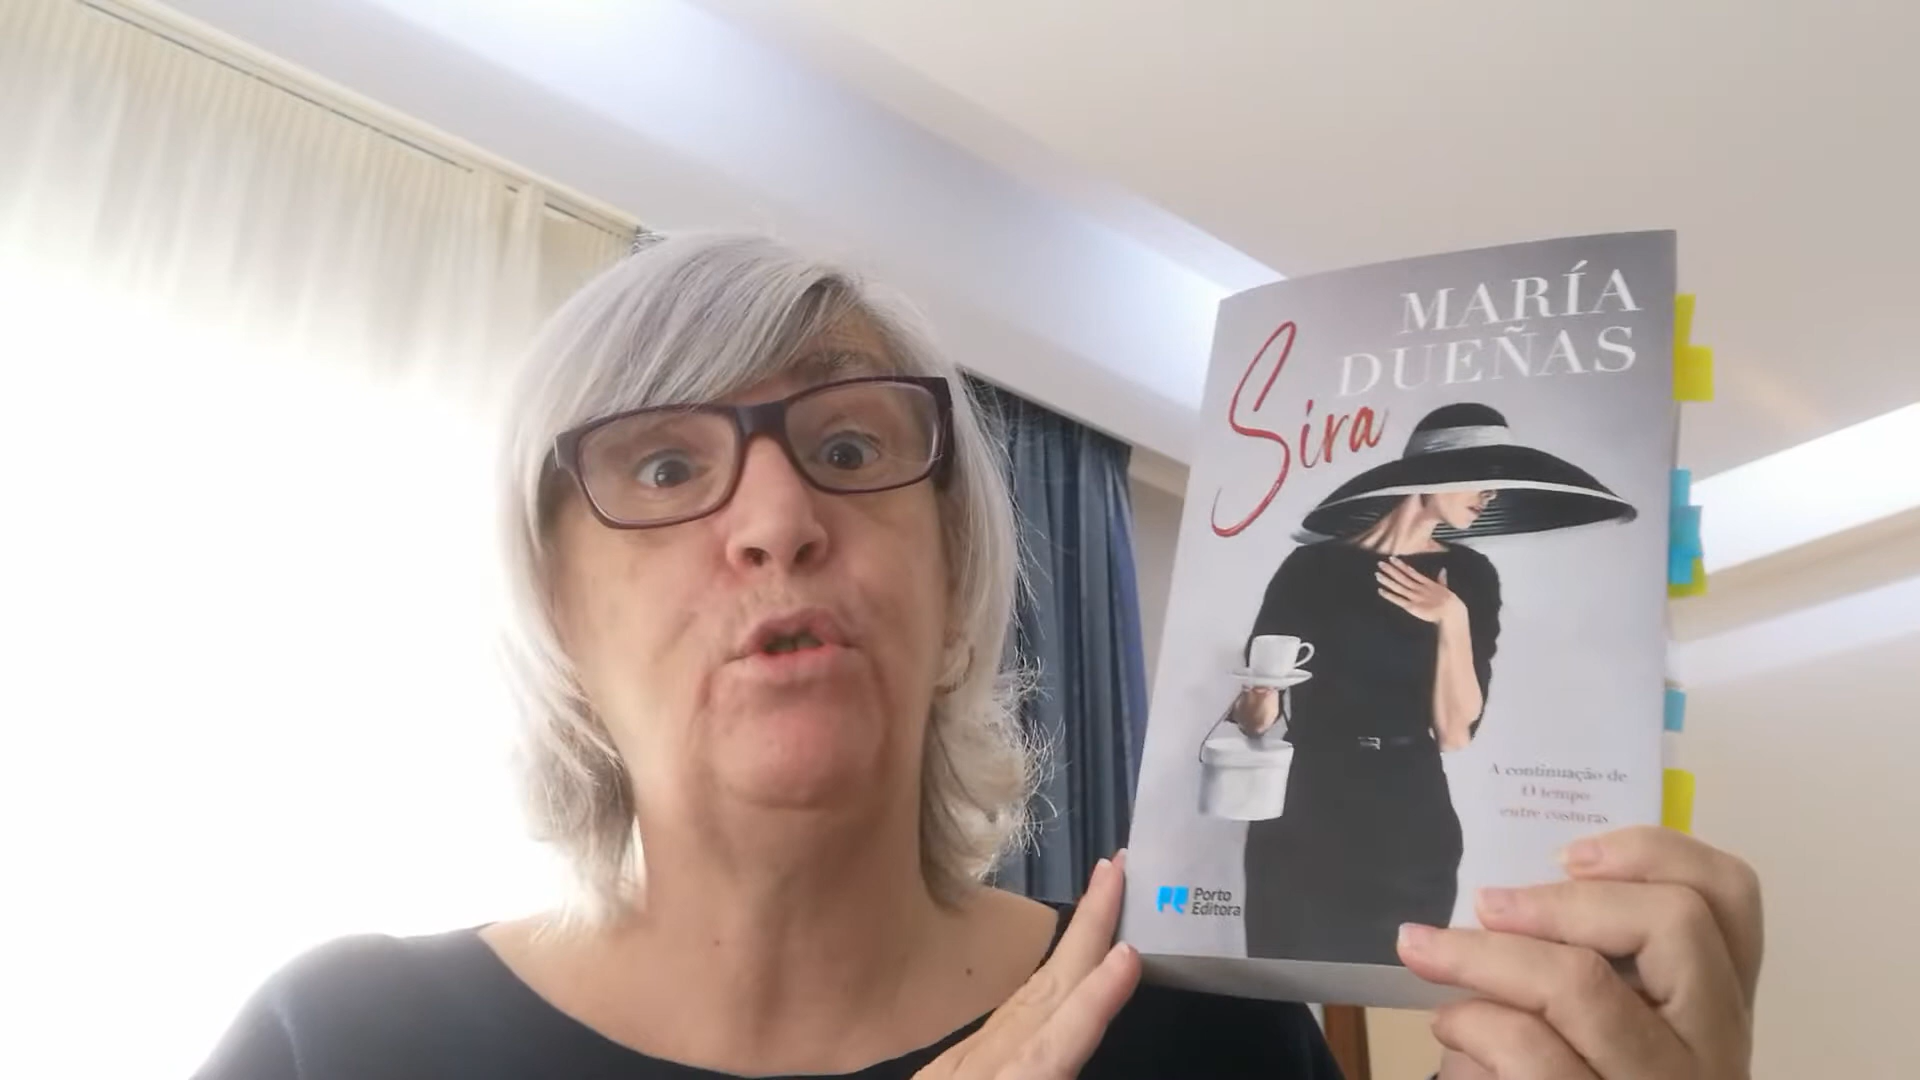 MARÍA
DUEÑAS
Sira
A continuação de
O tempo
entre costuras
Porto
Editora